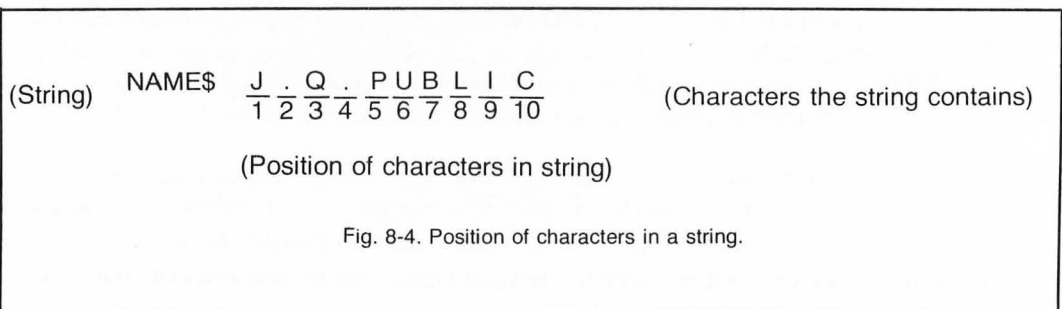 (String) NAME$ J . Q . P U B L I C (Characters the string contains)
1 2 3 4 5 6 7 8 9 10
(Position of characters in string)
Fig. 8-4. Position of characters in a string.